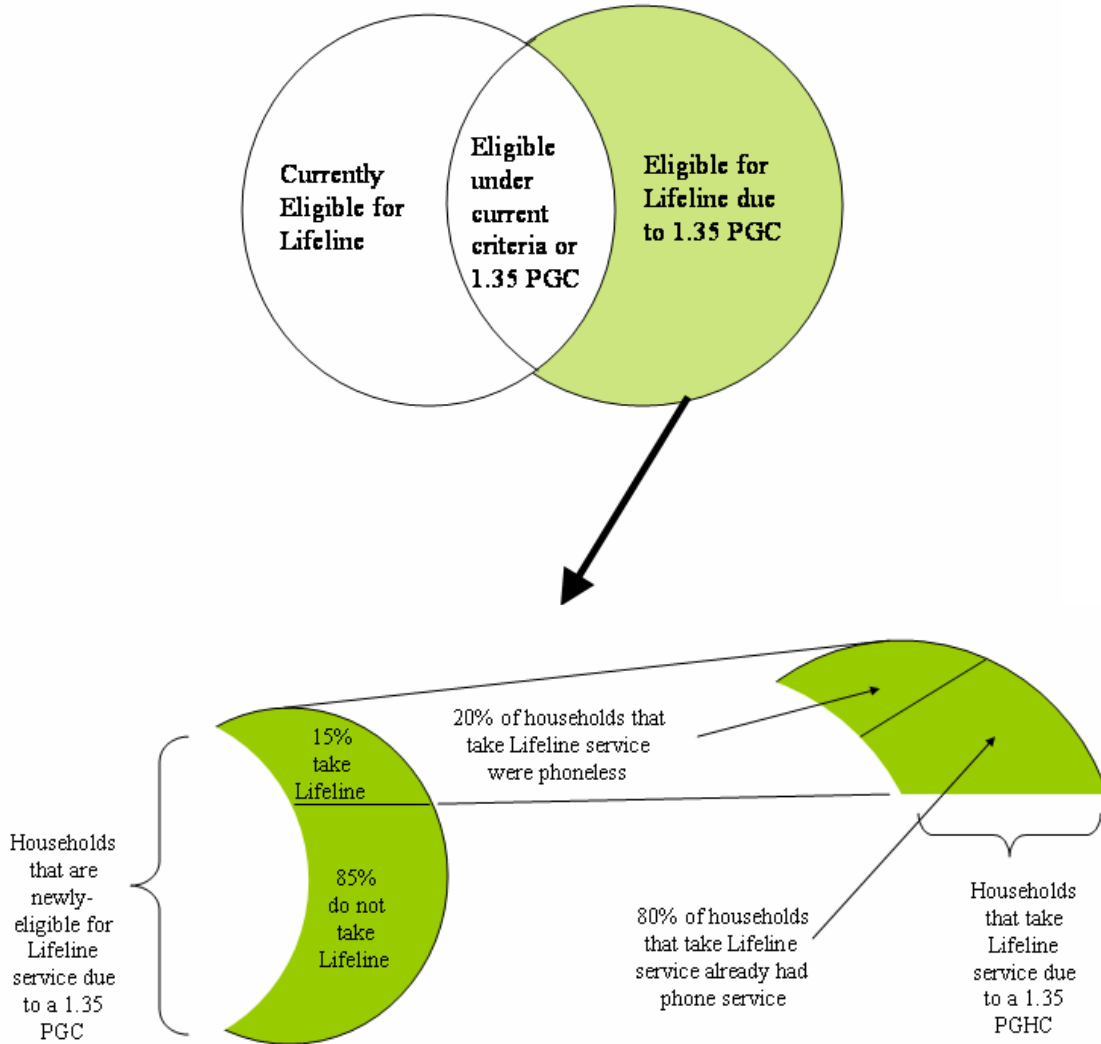 Currently
Eligible for
Lifeline
Eligible
under
current
criteria or
1.35 PGC
Eligible for
Lifeline due
to 1.35 PGC
15%
take
Lifeline
85%
do not
take
Lifeline
Households
that are
newly-
eligible for
Lifeline
service due
to a 1.35
PGC
20% of households that
take Lifeline service
were phoneless
80% of households
that take Lifeline
service already had
phone service
Households
that take
Lifeline
service due
to a 1.35
PGHC